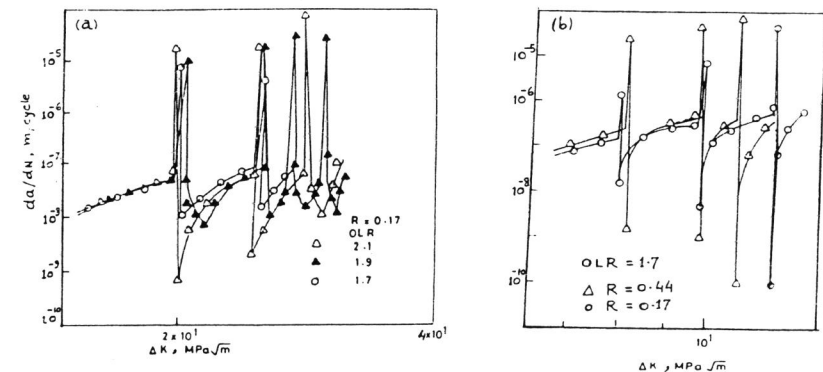 (a)
10⁻⁵
10⁻⁶
10⁻⁷
10⁻⁸
10⁻⁹
10⁻¹⁰
da/dN, m, cycle
R = 0.17
OLR
2.1
1.9
1.7
2 × 10¹
4 × 10¹
ΔK, MPa√m
(b)
10⁻⁵
10⁻⁶
10⁻⁸
10⁻¹⁰
OLR = 1.7
R = 0.44
R = 0.17
10¹
ΔK, MPa√m